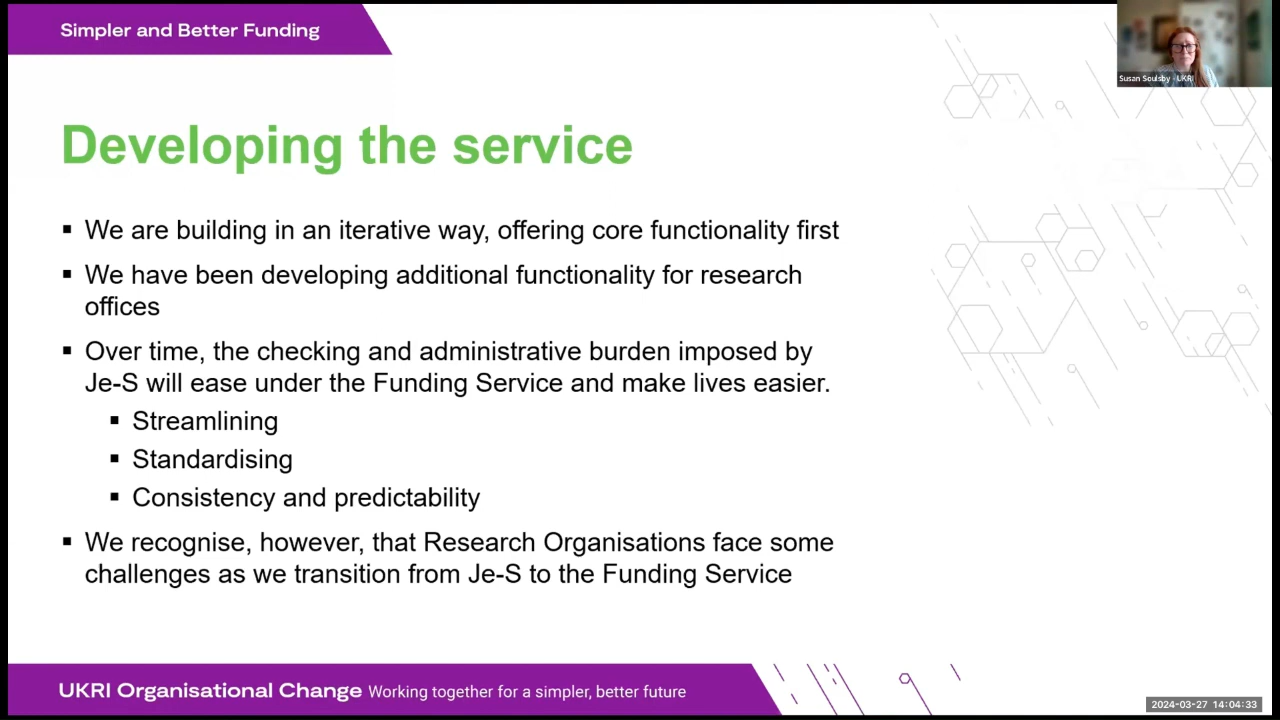 Simpler and Better Funding
Susan Soulsby - UKRI
Developing the service
▪ We are building in an iterative way, offering core functionality first
▪ We have been developing additional functionality for research
offices
▪ Over time, the checking and administrative burden imposed by
Je-S will ease under the Funding Service and make lives easier.
▪ Streamlining
▪ Standardising
▪ Consistency and predictability
▪ We recognise, however, that Research Organisations face some
challenges as we transition from Je-S to the Funding Service
UKRI Organisational Change Working together for a simpler, better future
2024-03-27 14:04:33